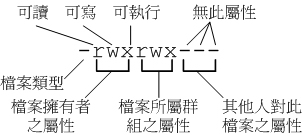 可讀 可寫 可執行 無此屬性
-rwxrwx---
檔案類型
檔案擁有者 檔案所屬群 其他人對此
之屬性 組之屬性 檔案之屬性